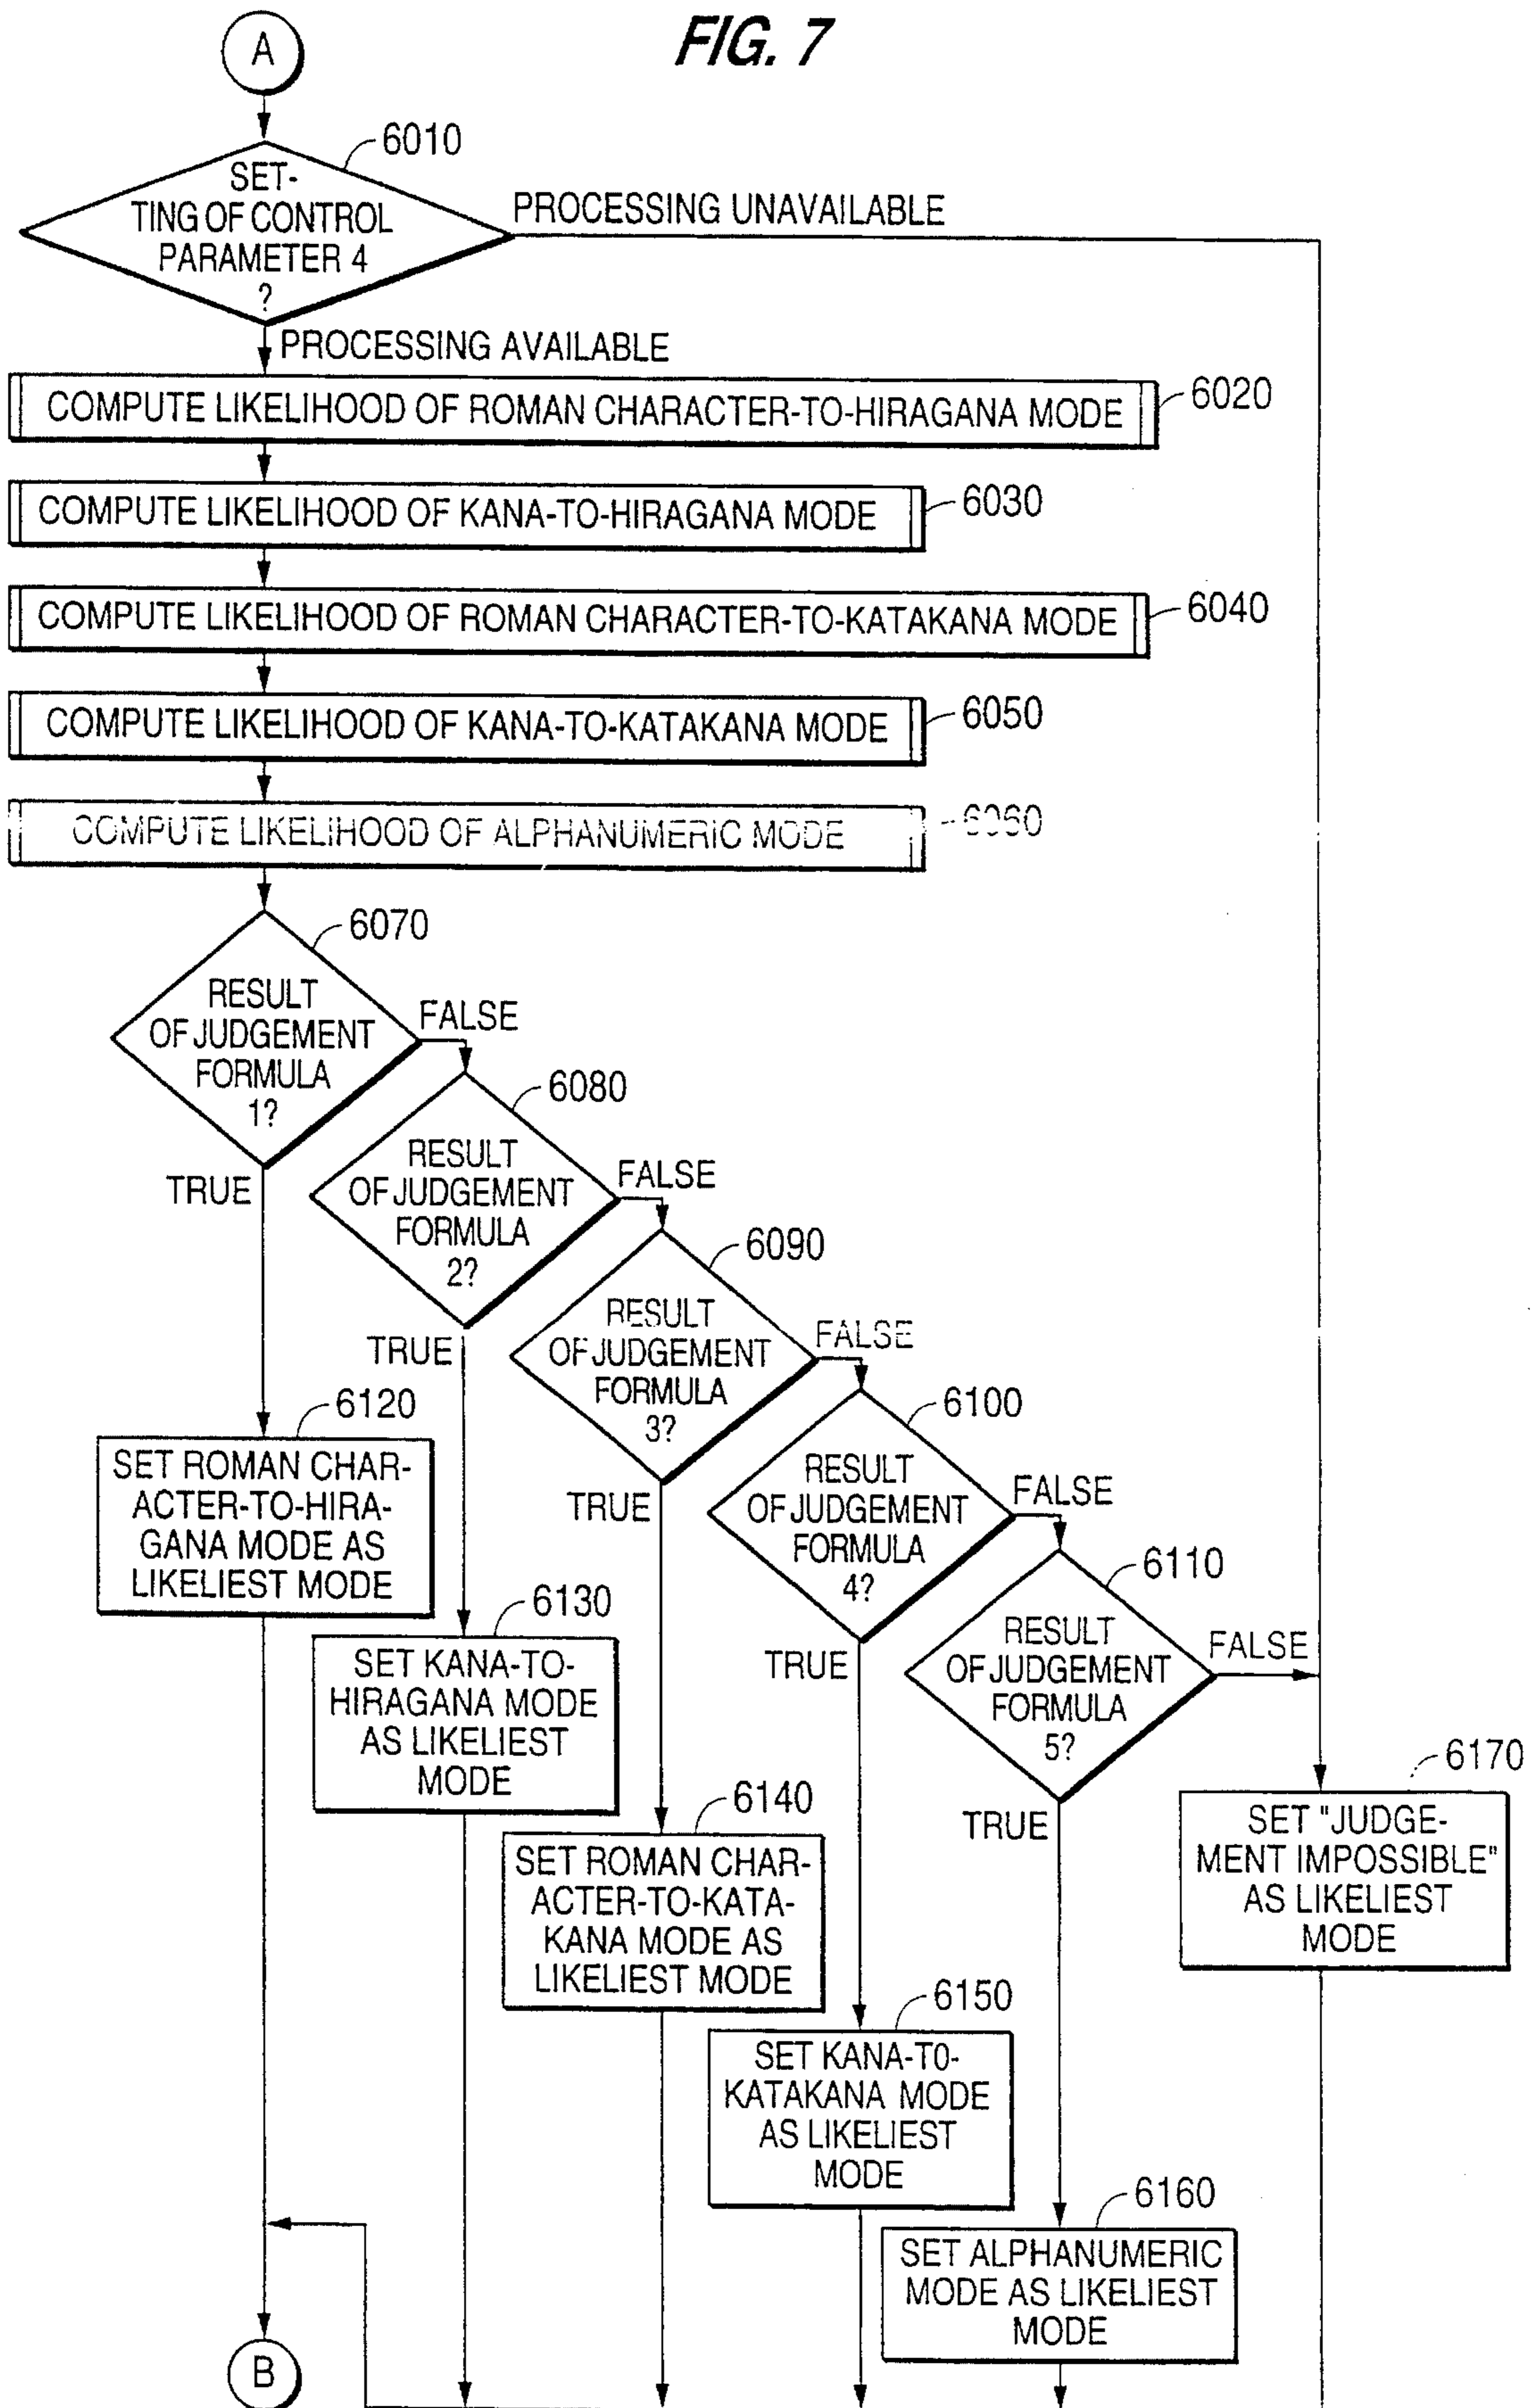 FIG. 7
A
6010
SET-
TING OF CONTROL
PARAMETER 4
?
PROCESSING UNAVAILABLE
PROCESSING AVAILABLE
COMPUTE LIKELIHOOD OF ROMAN CHARACTER-TO-HIRAGANA MODE
6020
COMPUTE LIKELIHOOD OF KANA-TO-HIRAGANA MODE
6030
COMPUTE LIKELIHOOD OF ROMAN CHARACTER-TO-KATAKANA MODE
6040
COMPUTE LIKELIHOOD OF KANA-TO-KATAKANA MODE
6050
COMPUTE LIKELIHOOD OF ALPHANUMERIC MODE
6060
6070
RESULT
OF JUDGEMENT
FORMULA
1?
FALSE
TRUE
6080
RESULT
OF JUDGEMENT
FORMULA
2?
FALSE
TRUE
6090
RESULT
OF JUDGEMENT
FORMULA
3?
FALSE
TRUE
6100
RESULT
OF JUDGEMENT
FORMULA
4?
FALSE
TRUE
6110
RESULT
OF JUDGEMENT
FORMULA
5?
FALSE
TRUE
6120
SET ROMAN CHAR-
ACTER-TO-HIRA-
GANA MODE AS
LIKELIEST MODE
6130
SET KANA-TO-
HIRAGANA MODE
AS LIKELIEST
MODE
6140
SET ROMAN CHAR-
ACTER-TO-KATA-
KANA MODE AS
LIKELIEST MODE
6150
SET KANA-TO-
KATAKANA MODE
AS LIKELIEST
MODE
6160
SET ALPHANUMERIC
MODE AS LIKELIEST
MODE
6170
SET "JUDGE-
MENT IMPOSSIBLE"
AS LIKELIEST
MODE
B